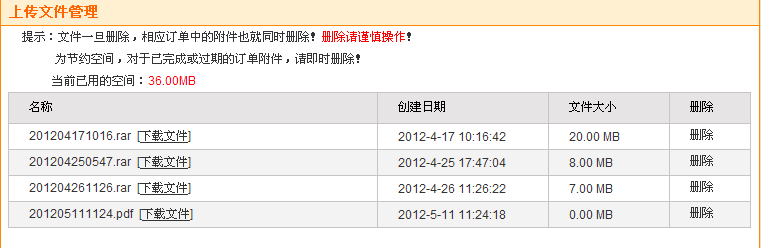 上传文件管理
提示：文件一旦删除，相应订单中的附件也就同时删除！删除请谨慎操作！
为节约空间，对于已完成或过期的订单附件，请即时删除！
当前已用的空间：36.00MB
名称 创建日期 文件大小 删除
201204171016.rar [下载文件] 2012-4-17 10:16:42 20.00 MB 删除
201204250547.rar [下载文件] 2012-4-25 17:47:04 8.00 MB 删除
201204261126.rar [下载文件] 2012-4-26 11:26:22 7.00 MB 删除
201205111124.pdf [下载文件] 2012-5-11 11:24:18 0.00 MB 删除